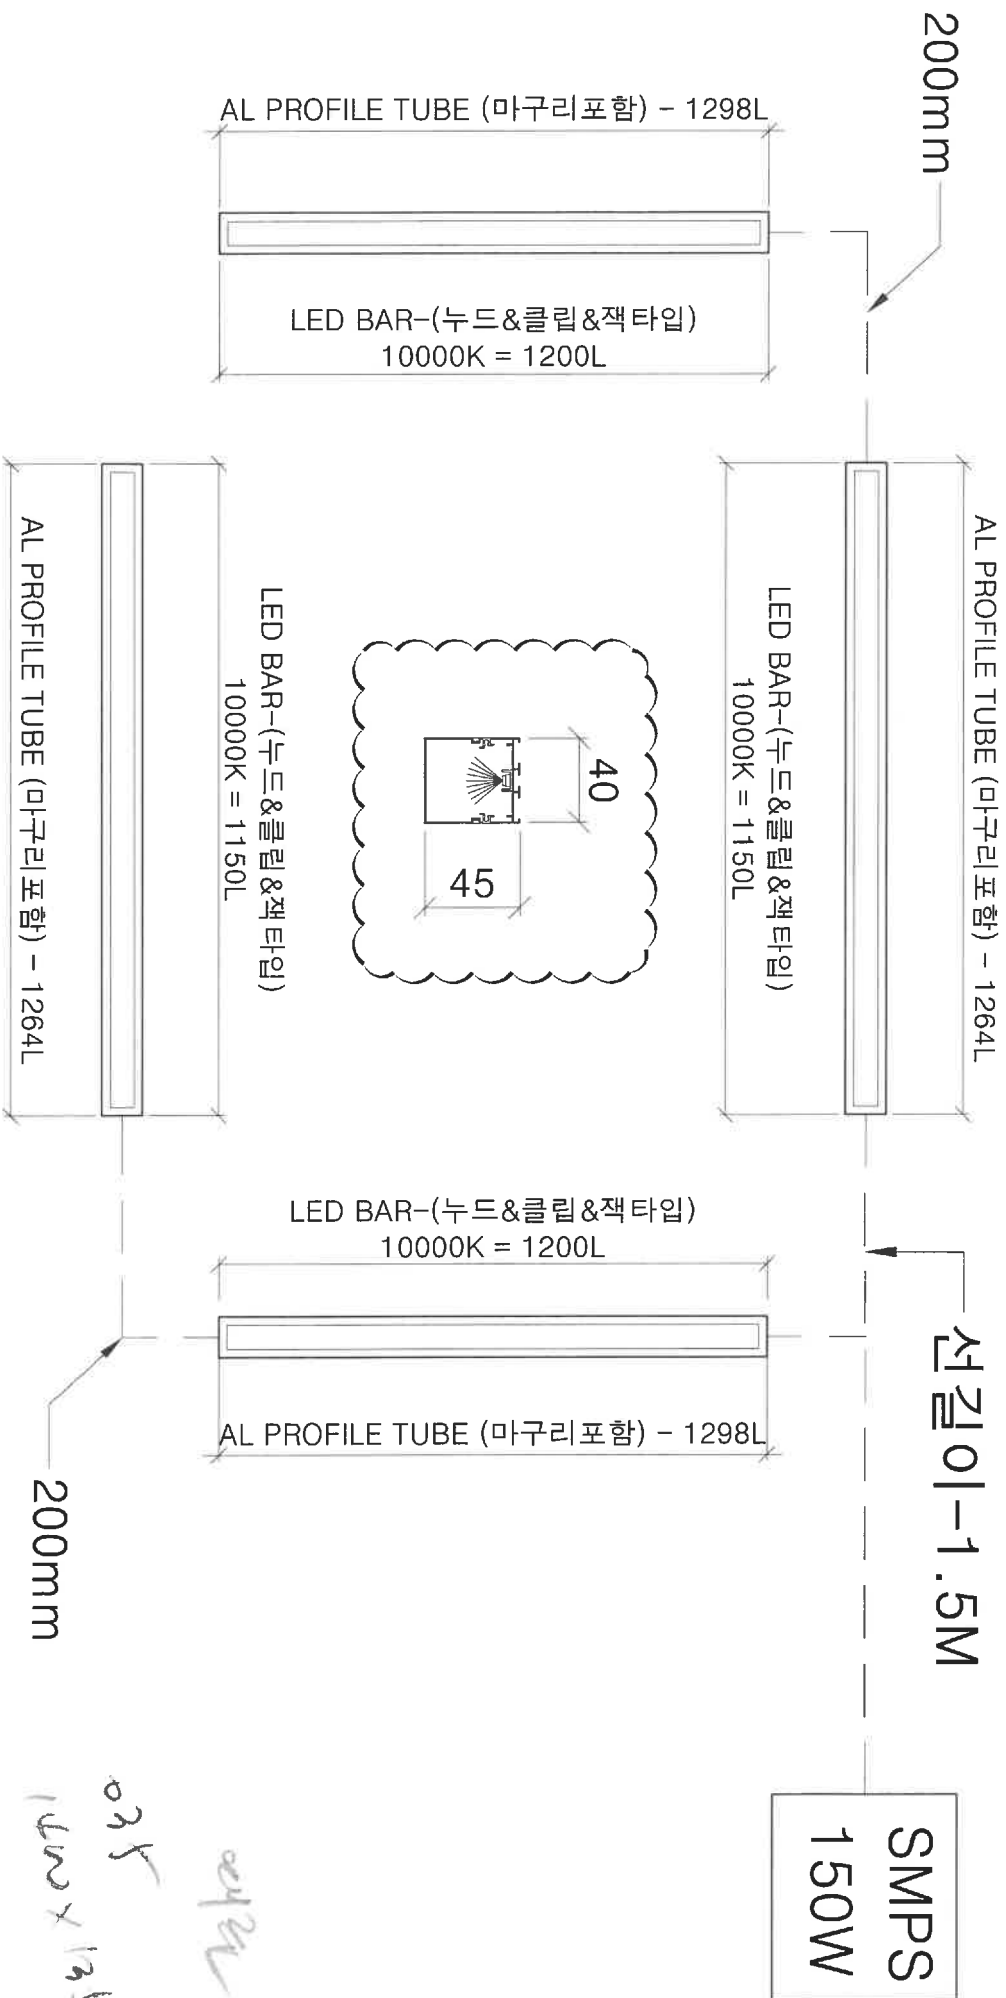 200mm
AL PROFILE TUBE (마구리포함) - 1298L
LED BAR-(누드&클립&잭타입)
10000K = 1200L
AL PROFILE TUBE (마구리포함) - 1264L
LED BAR-(누드&클립&잭타입)
10000K = 1150L
40
45
LED BAR-(누드&클립&잭타입)
10000K = 1150L
AL PROFILE TUBE (마구리포함) - 1264L
LED BAR-(누드&클립&잭타입)
10000K = 1200L
AL PROFILE TUBE (마구리포함) - 1298L
선길이-1.5M
200mm
SMPS
150W